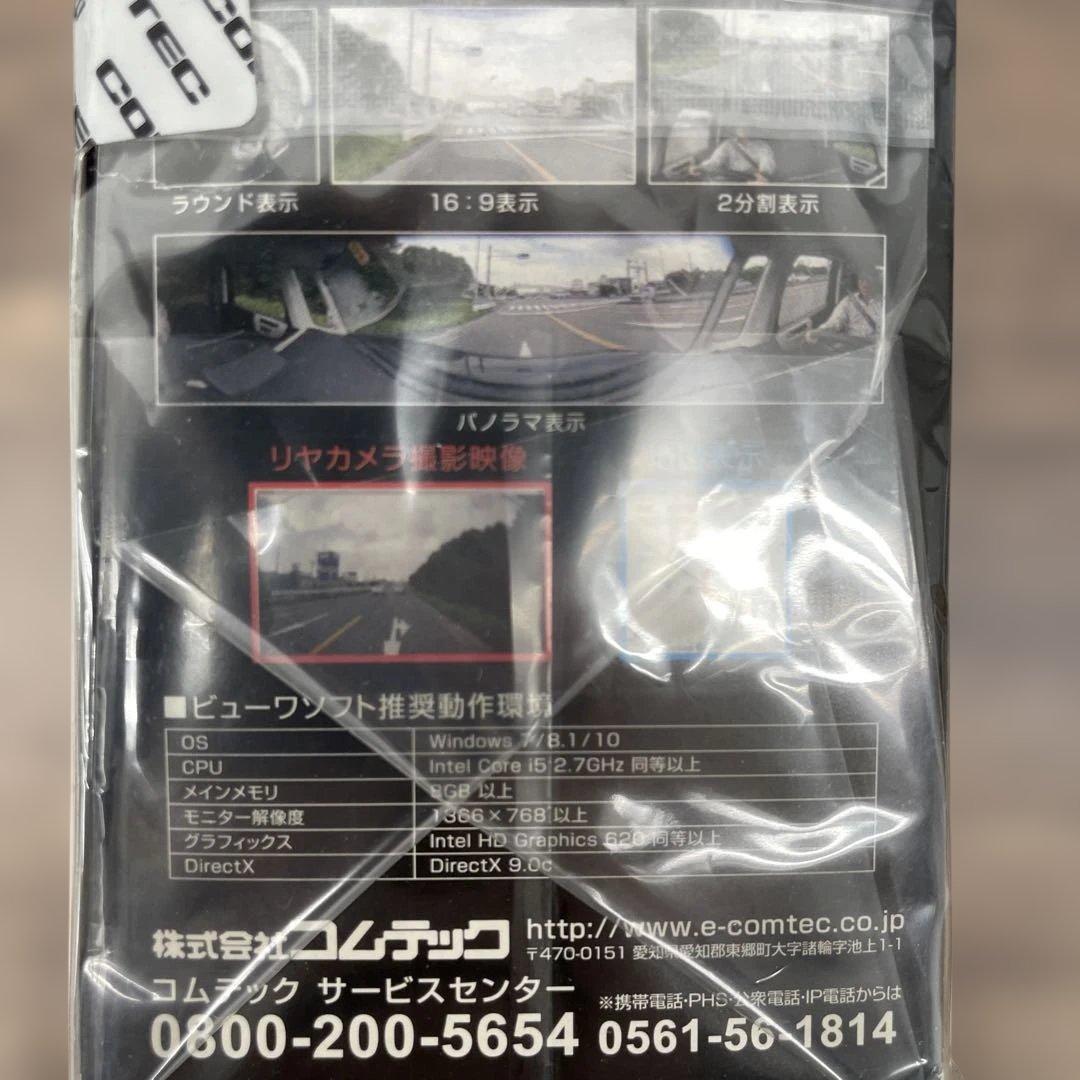 TEC
CO
COM
TE
ラウンド表示 16:9表示 2分割表示
パノラマ表示
リヤカメラ撮影映像
■ビューワソフト推奨動作環境
OS Windows 7/8.1/10
CPU Intel Core i5 2.7GHz 同等以上
メインメモリ 8GB 以上
モニター解像度 1366×768 以上
グラフィックス Intel HD Graphics 620 同等以上
DirectX DirectX 9.0c
株式会社コムテック http://www.e-comtec.co.jp
〒470-0151 愛知県愛知郡東郷町大字諸輪字池上1-1
コムテック サービスセンター ※携帯電話・PHS・公衆電話・IP電話からは
0800-200-5654 0561-56-1814